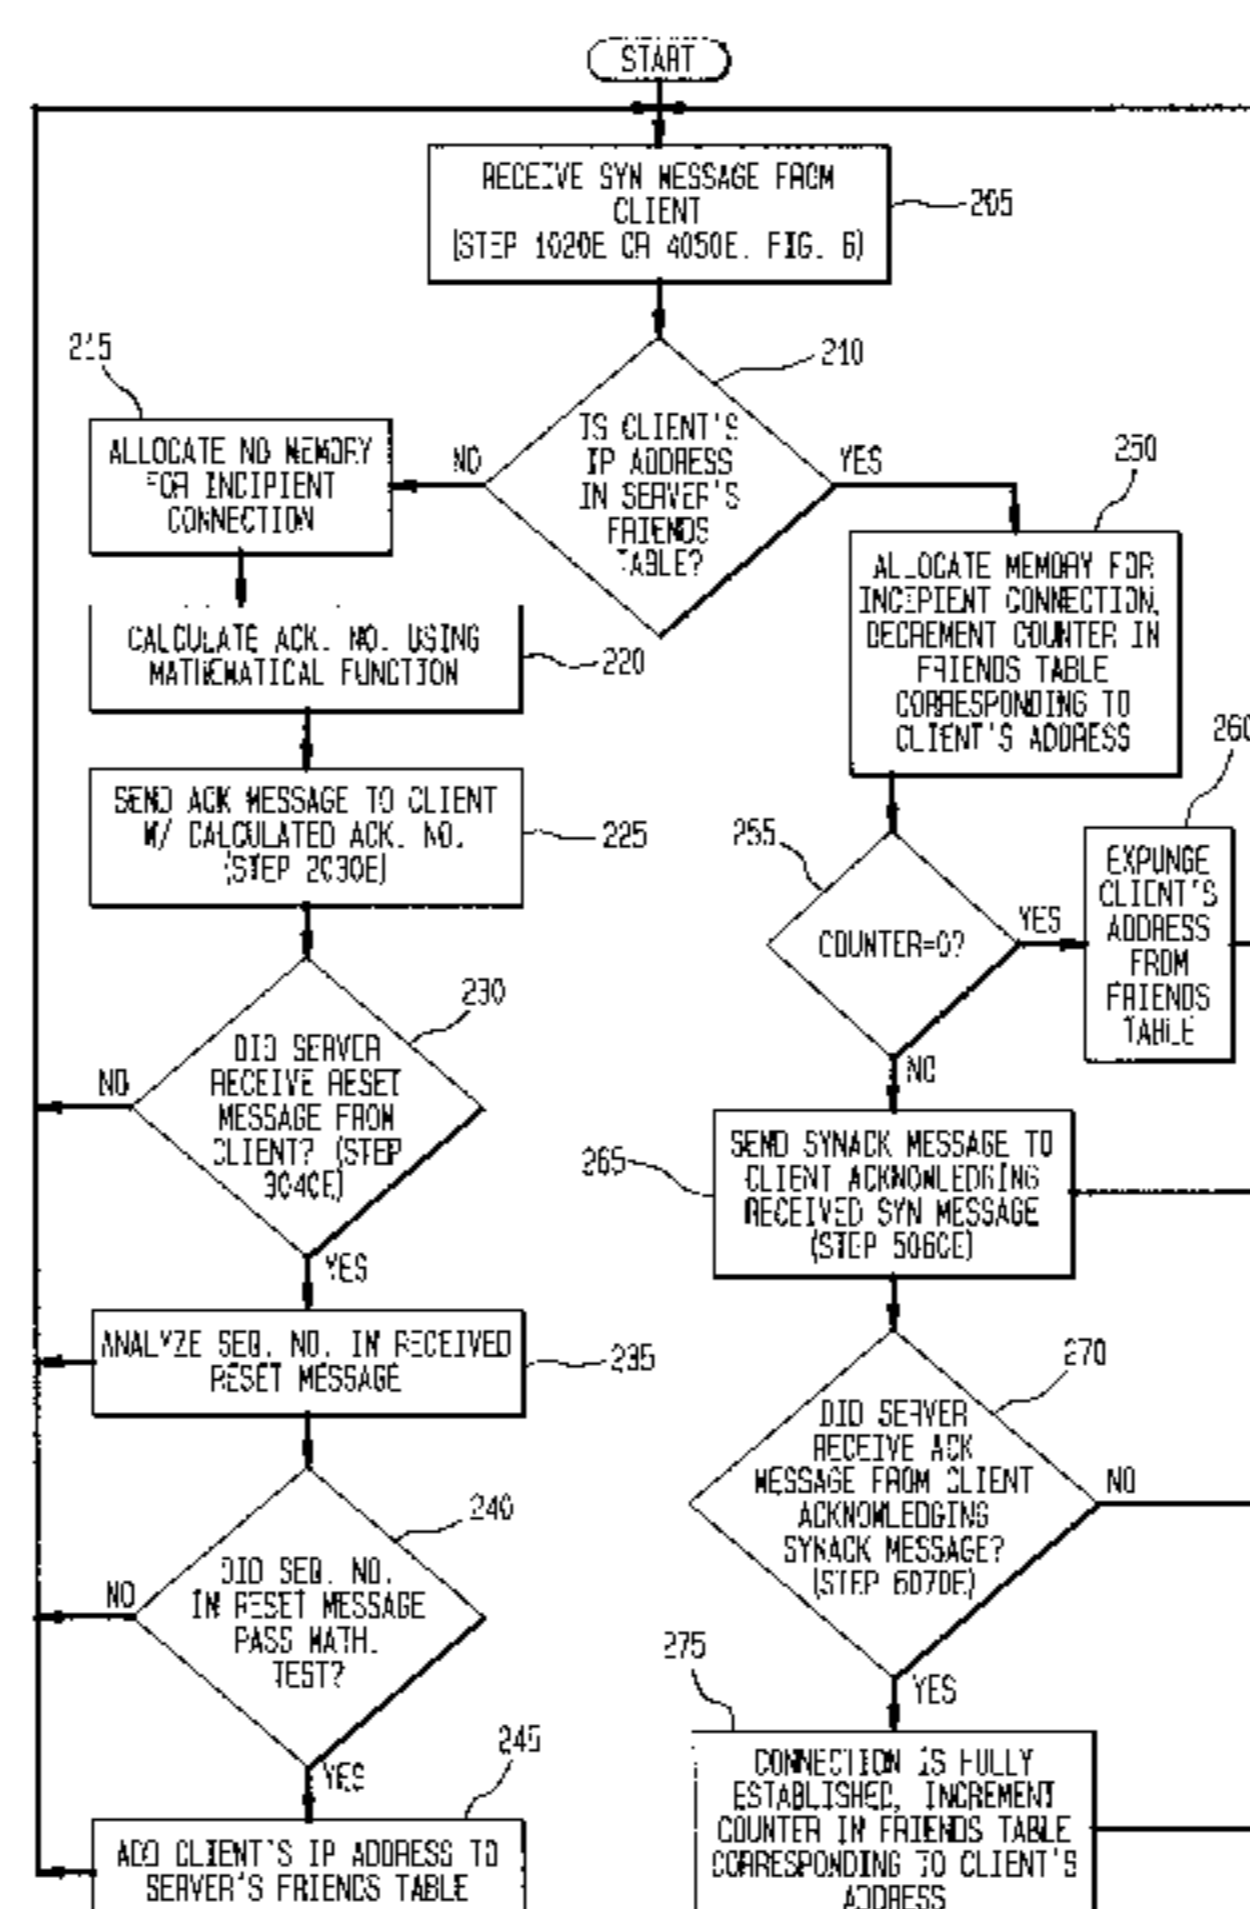 START
RECEIVE SYN MESSAGE FROM
CLIENT
(STEP 1020E OR 4050E, FIG. 6)
205
210
IS CLIENT'S
IP ADDRESS
IN SERVER'S
FRIENDS
TABLE?
NO
YES
215
ALLOCATE NO MEMORY
FOR INCIPIENT
CONNECTION
CALCULATE ACK. NO. USING
MATHEMATICAL FUNCTION
220
SEND ACK MESSAGE TO CLIENT
W/ CALCULATED ACK. NO.
(STEP 2030E)
225
230
DID SERVER
RECEIVE RESET
MESSAGE FROM
CLIENT? (STEP
3040E)
NO
YES
ANALYZE SEQ. NO. IN RECEIVED
RESET MESSAGE
235
240
DID SEQ. NO.
IN RESET MESSAGE
PASS MATH.
TEST?
NO
YES
245
ADD CLIENT'S IP ADDRESS TO
SERVER'S FRIENDS TABLE
250
ALLOCATE MEMORY FOR
INCIPIENT CONNECTION,
DECREMENT COUNTER IN
FRIENDS TABLE
CORRESPONDING TO
CLIENT'S ADDRESS
255
COUNTER=0?
YES
NO
260
EXPUNGE
CLIENT'S
ADDRESS
FROM
FRIENDS
TABLE
265
SEND SYNACK MESSAGE TO
CLIENT ACKNOWLEDGING
RECEIVED SYN MESSAGE
(STEP 5060E)
270
DID SERVER
RECEIVE ACK
MESSAGE FROM CLIENT
ACKNOWLEDGING
SYNACK MESSAGE?
(STEP 6070E)
NO
YES
275
CONNECTION IS FULLY
ESTABLISHED, INCREMENT
COUNTER IN FRIENDS TABLE
CORRESPONDING TO CLIENT'S
ADDRESS